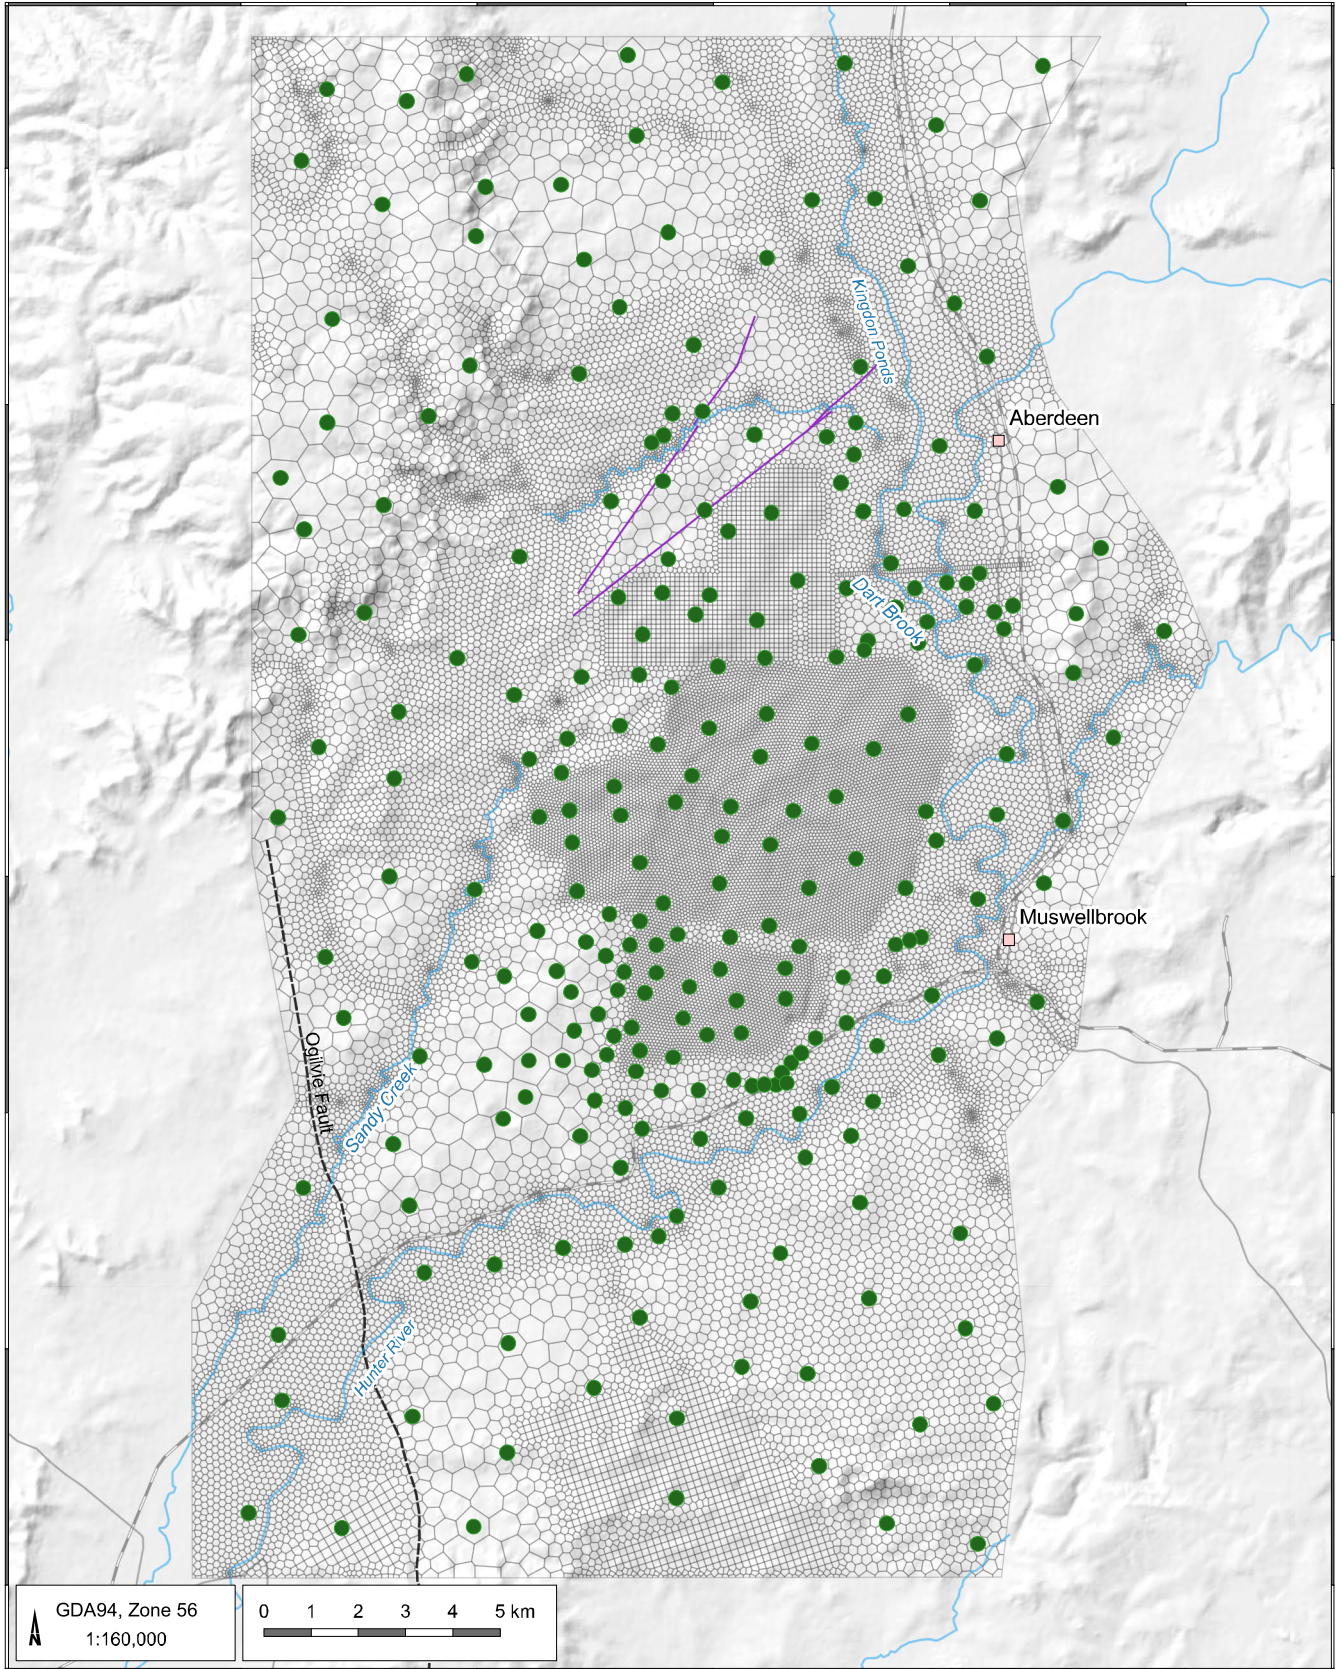 Kingdon Ponds
Aberdeen
Dart Brook
Muswellbrook
Ogilvie Fault
Sandy Creek
Hunter River
N
GDA94, Zone 56
1:160,000
0 1 2 3 4 5 km